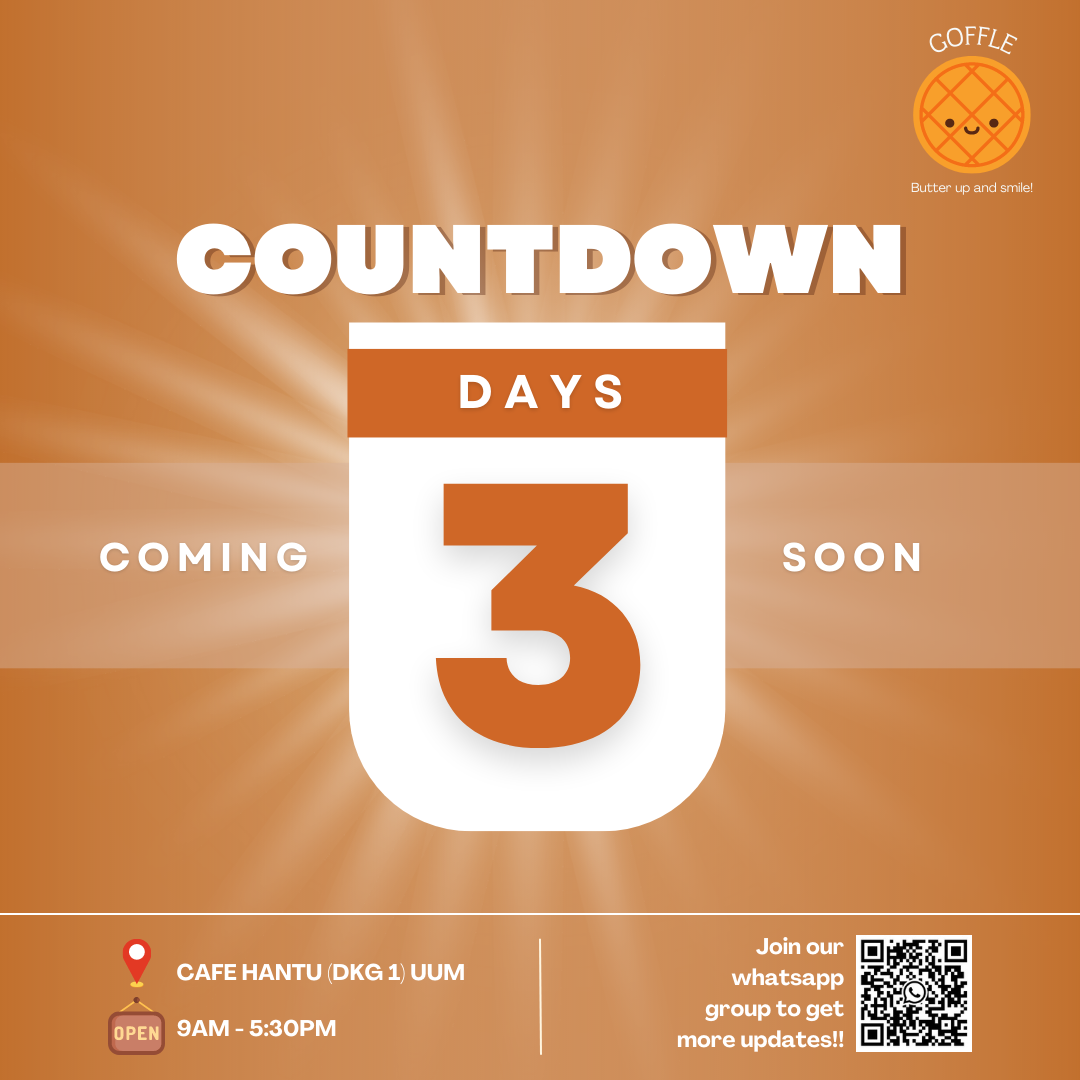 GOFFLE
Butter up and smile!
COUNTDOWN
DAYS
COMING
3
SOON
CAFE HANTU (DKG 1) UUM
OPEN
9AM - 5:30PM
Join our
whatsapp
group to get
more updates!!